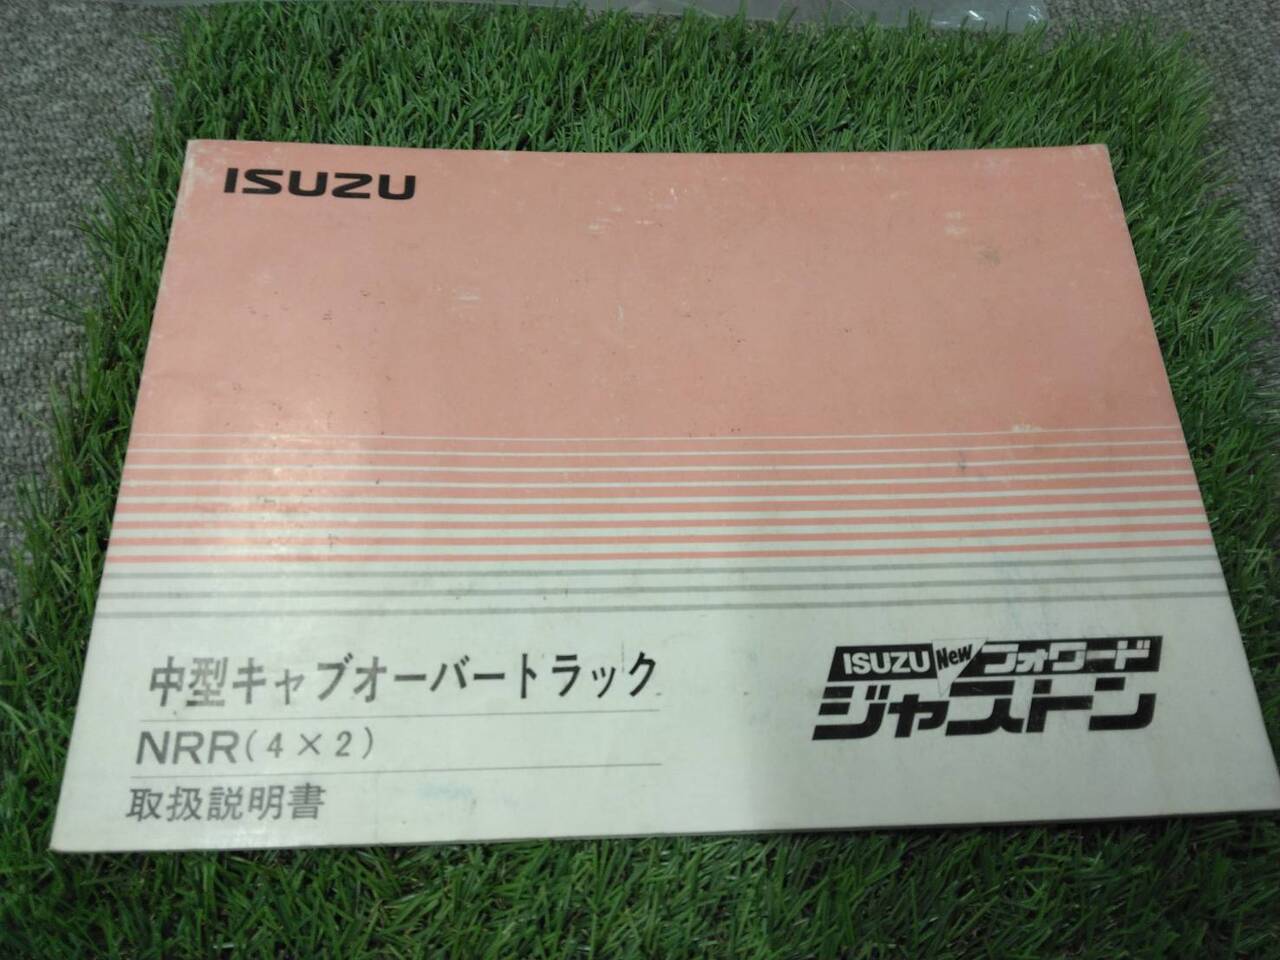 ISUZU
中型キャブオーバートラック
NRR(4×2)
取扱説明書
ISUZU New フォワード
ジャストン